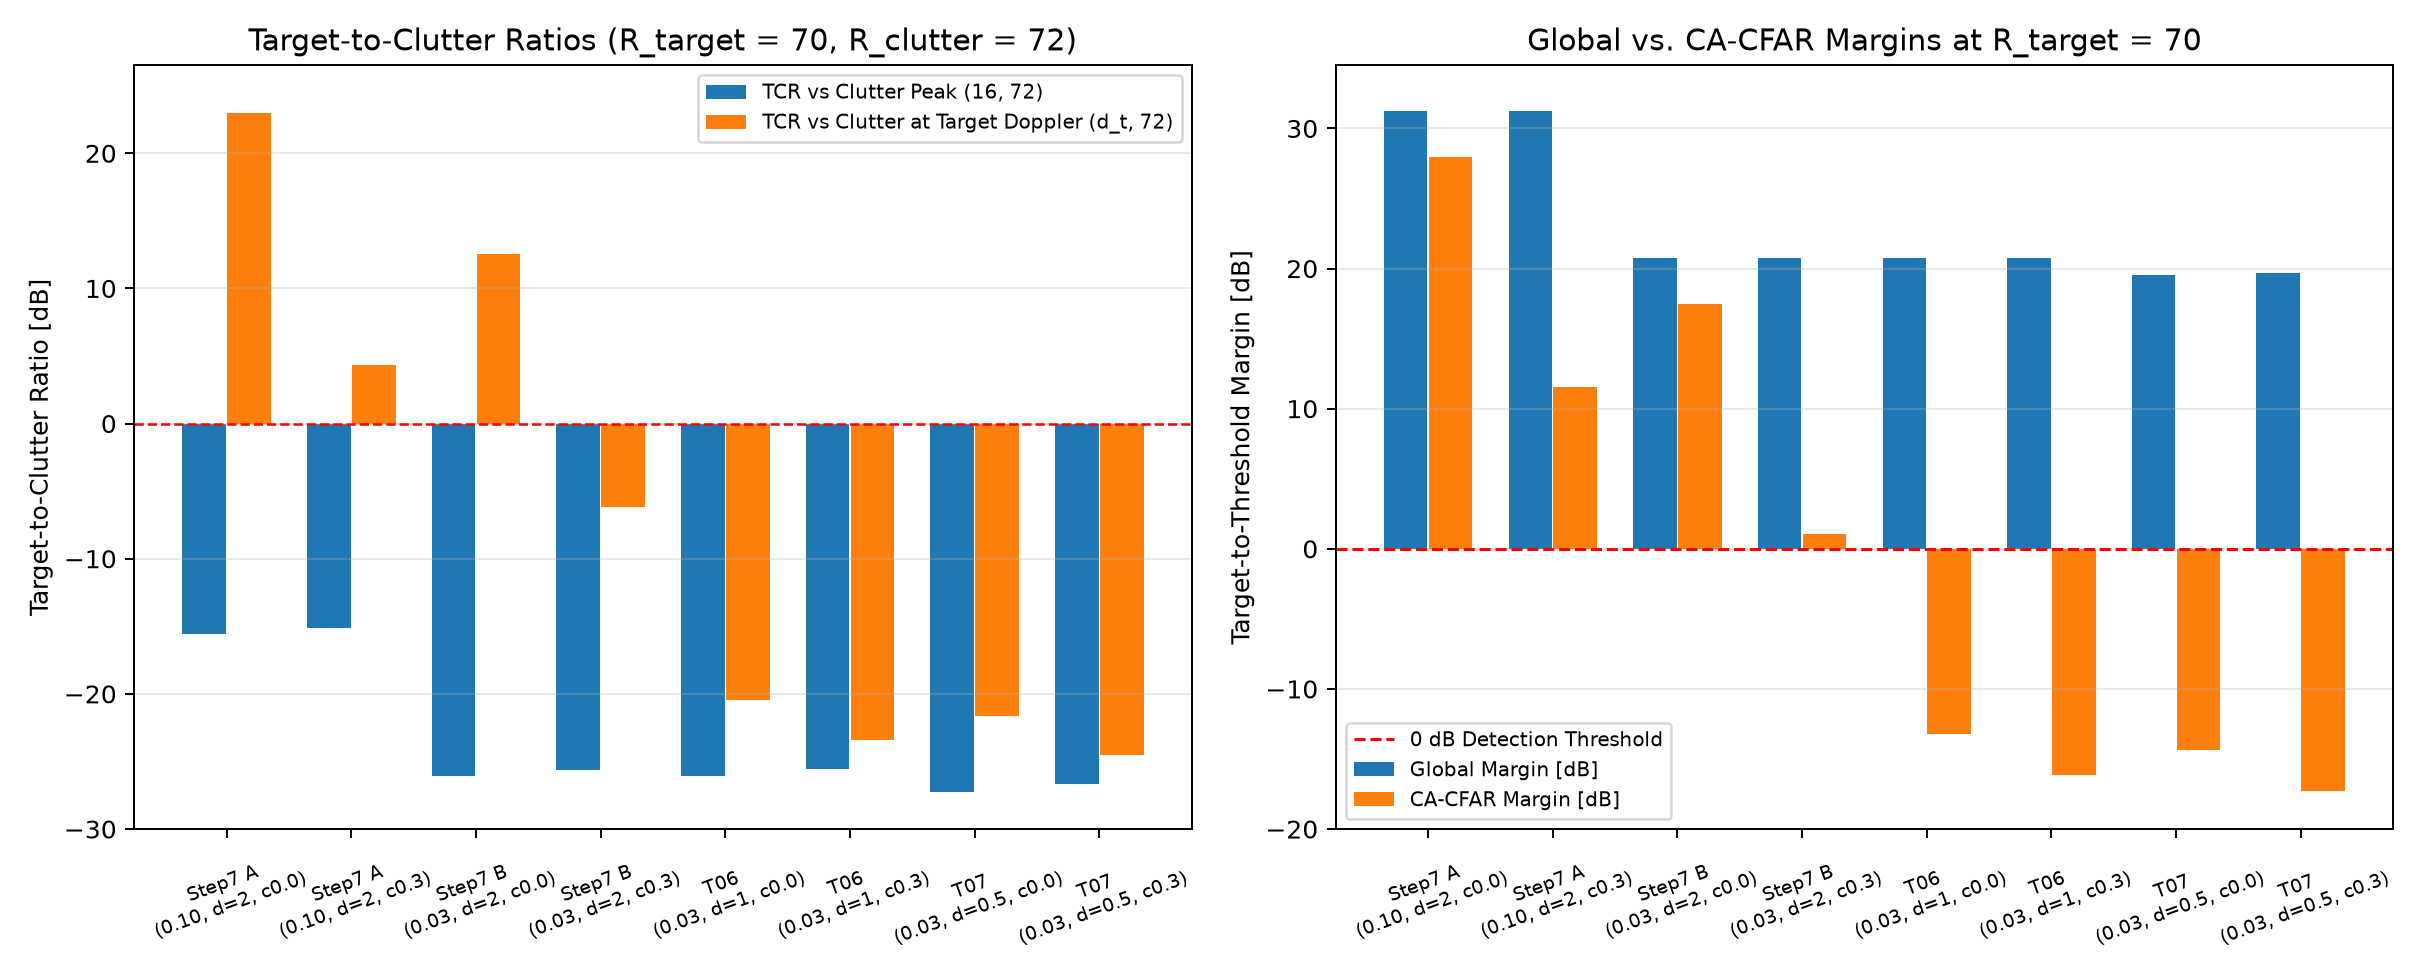 Target-to-Clutter Ratios (R_target = 70, R_clutter = 72)
Target-to-Clutter Ratio [dB]
20
10
0
−10
−20
−30
TCR vs Clutter Peak (16, 72)
TCR vs Clutter at Target Doppler (d_t, 72)
Step7 A
(0.10, d=2, c0.0)
Step7 A
(0.10, d=2, c0.3)
Step7 B
(0.03, d=2, c0.0)
Step7 B
(0.03, d=2, c0.3)
T06
(0.03, d=1, c0.0)
T06
(0.03, d=1, c0.3)
T07
(0.03, d=0.5, c0.0)
T07
(0.03, d=0.5, c0.3)
Global vs. CA-CFAR Margins at R_target = 70
Target-to-Threshold Margin [dB]
30
20
10
0
−10
−20
0 dB Detection Threshold
Global Margin [dB]
CA-CFAR Margin [dB]
Step7 A
(0.10, d=2, c0.0)
Step7 A
(0.10, d=2, c0.3)
Step7 B
(0.03, d=2, c0.0)
Step7 B
(0.03, d=2, c0.3)
T06
(0.03, d=1, c0.0)
T06
(0.03, d=1, c0.3)
T07
(0.03, d=0.5, c0.0)
T07
(0.03, d=0.5, c0.3)